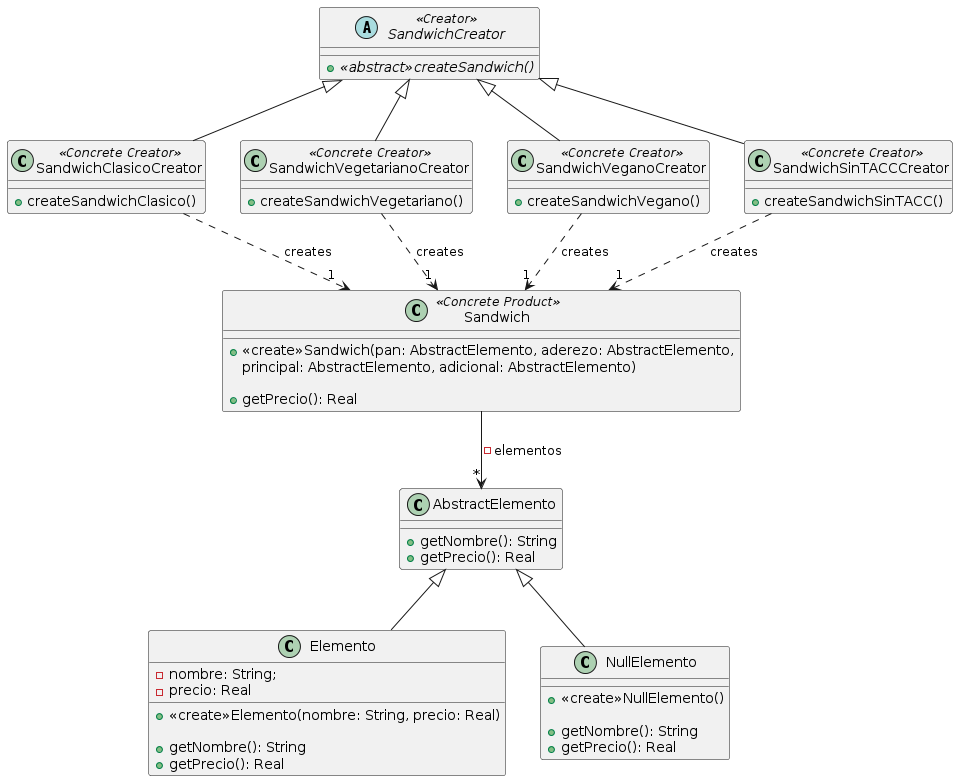 A
«Creator»
SandwichCreator
«abstract»createSandwich()
C
«Concrete Creator»
SandwichClasicoCreator
createSandwichClasico()
C
«Concrete Creator»
SandwichVegetarianoCreator
createSandwichVegetariano()
C
«Concrete Creator»
SandwichVeganoCreator
createSandwichVegano()
C
«Concrete Creator»
SandwichSinTACCCreator
createSandwichSinTACC()
creates
1
creates
1
creates
1
creates
1
C
«Concrete Product»
Sandwich
«create»Sandwich(pan: AbstractElemento, aderezo: AbstractElemento,
principal: AbstractElemento, adicional: AbstractElemento)
getPrecio(): Real
elementos
*
C
AbstractElemento
getNombre(): String
getPrecio(): Real
C
Elemento
nombre: String;
precio: Real
«create»Elemento(nombre: String, precio: Real)
getNombre(): String
getPrecio(): Real
C
NullElemento
«create»NullElemento()
getNombre(): String
getPrecio(): Real